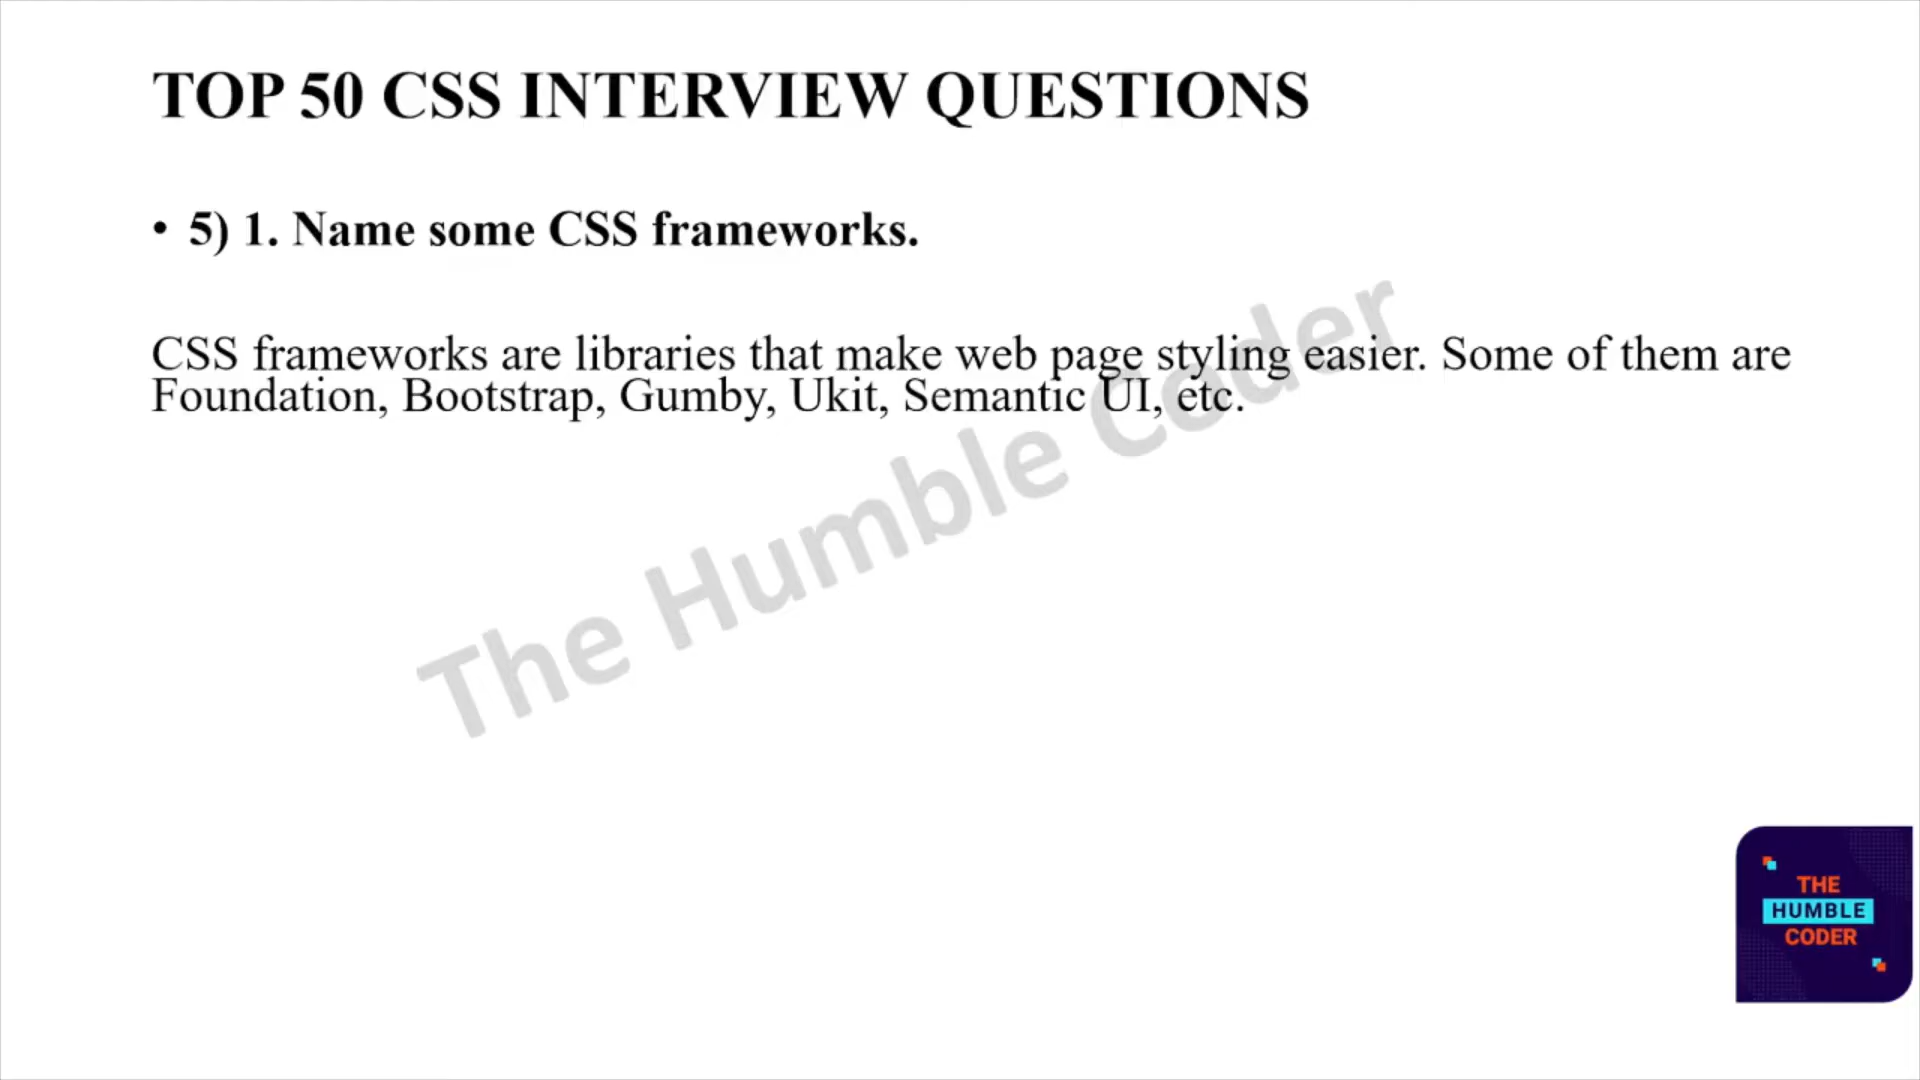 TOP 50 CSS INTERVIEW QUESTIONS
• 5) 1. Name some CSS frameworks.
CSS frameworks are libraries that make web page styling easier. Some of them are
Foundation, Bootstrap, Gumby, Ukit, Semantic UI, etc.
The Humble Coder
THE
HUMBLE
CODER